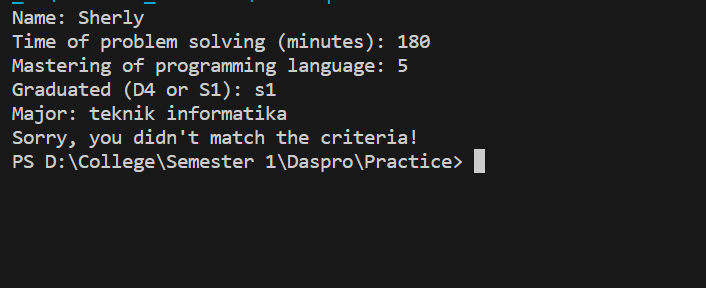 Name: Sherly
Time of problem solving (minutes): 180
Mastering of programming language: 5
Graduated (D4 or S1): s1
Major: teknik informatika
Sorry, you didn't match the criteria!
PS D:\College\Semester 1\Daspro\Practice>